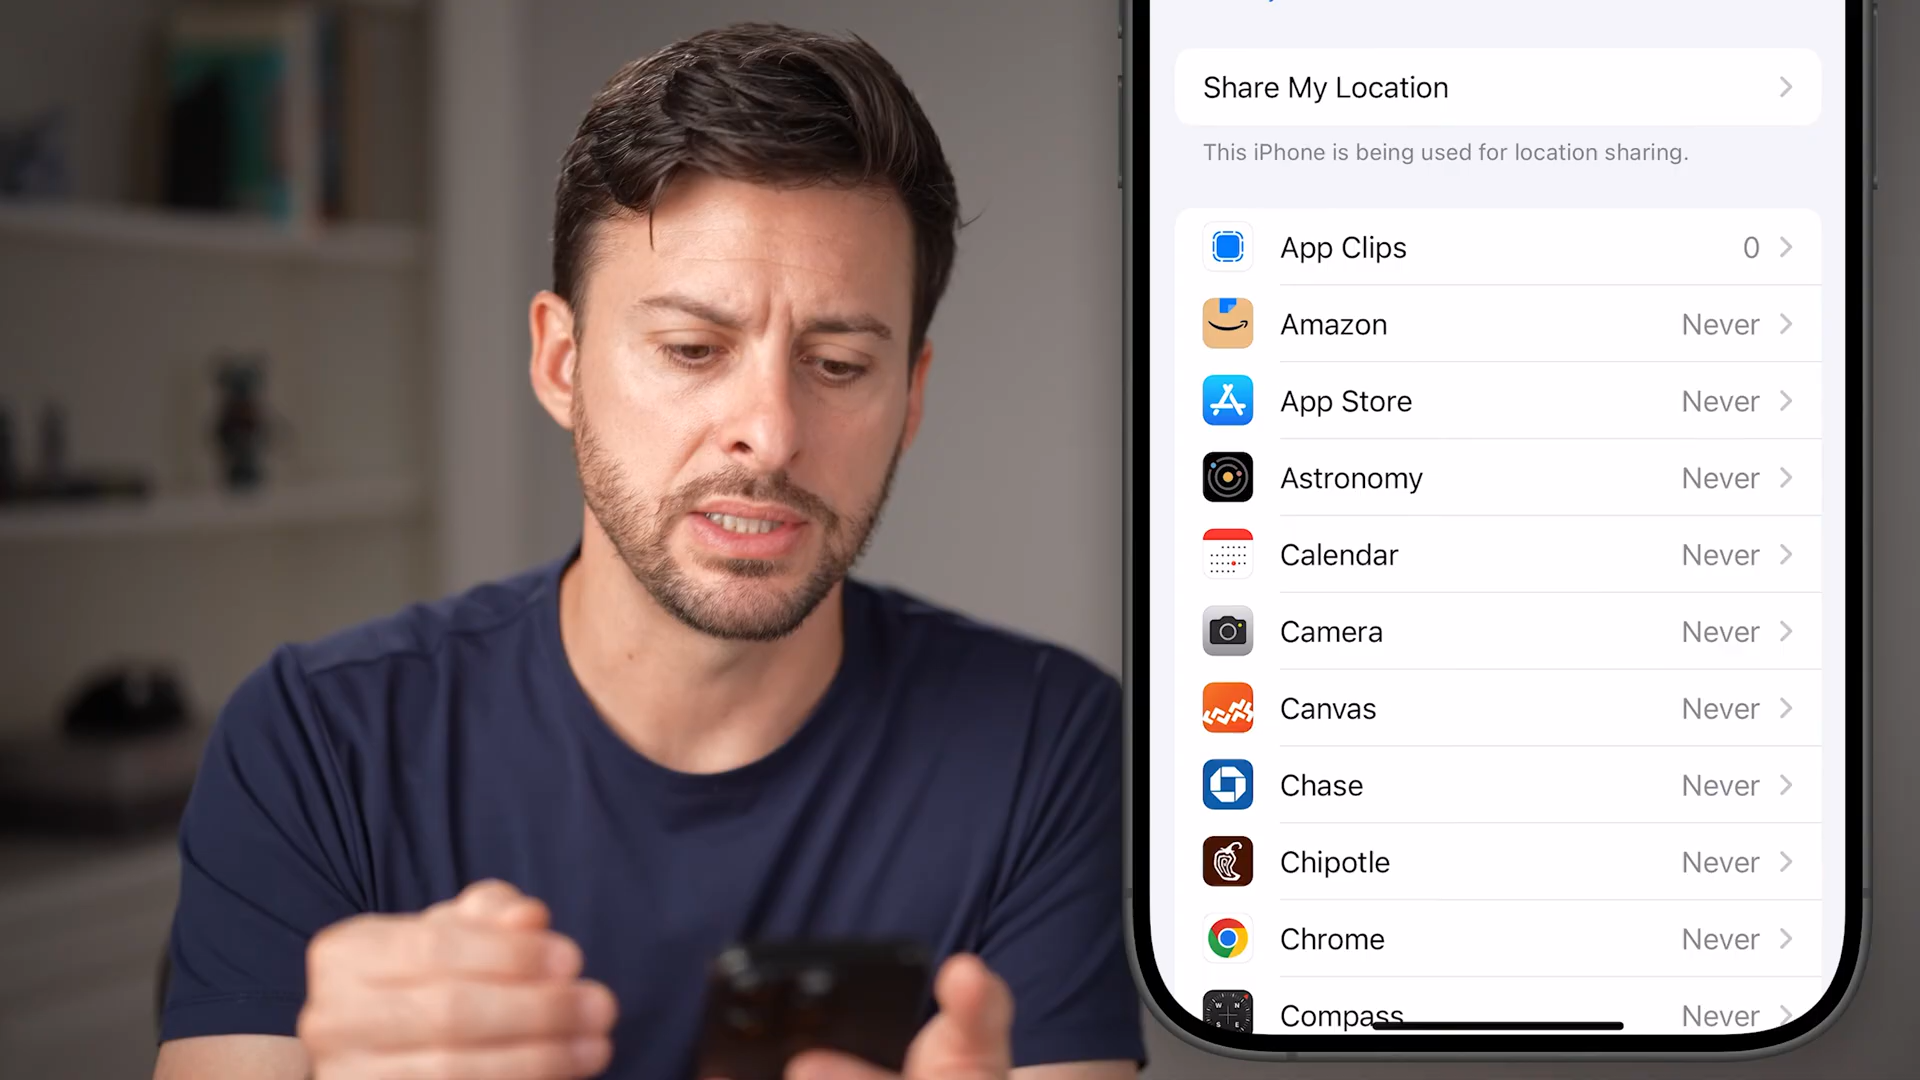 Share My Location
This iPhone is being used for location sharing.
App Clips 0
Amazon Never
App Store Never
Astronomy Never
Calendar Never
Camera Never
Canvas Never
Chase Never
Chipotle Never
Chrome Never
Compass Never